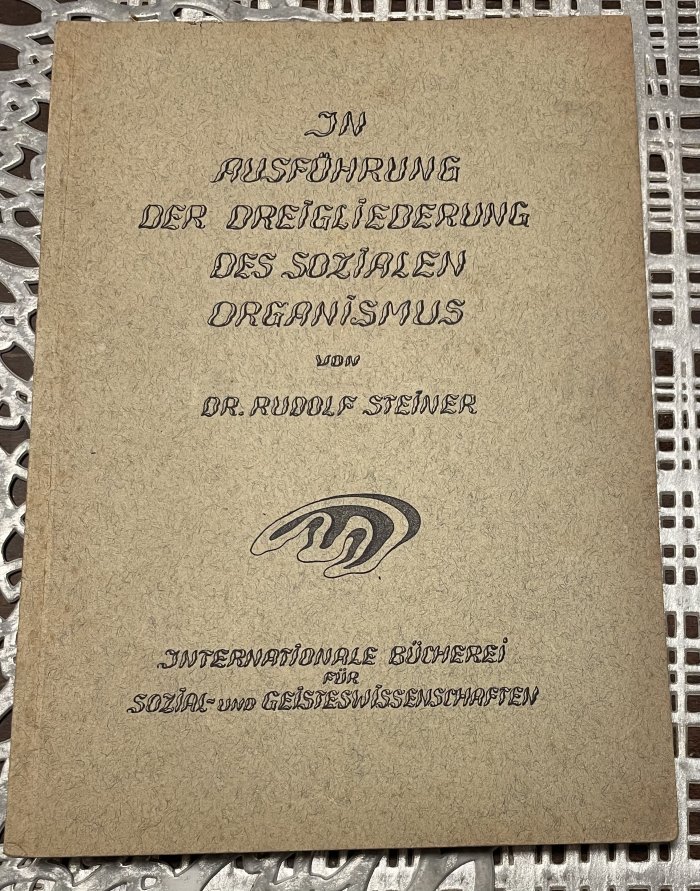 IN
AUSFÜHRUNG
DER DREIGLIEDERUNG
DES SOZIALEN
ORGANISMUS
VON
DR. RUDOLF STEINER
INTERNATIONALE BÜCHEREI
FÜR
SOZIAL- UND GEISTESWISSENSCHAFTEN